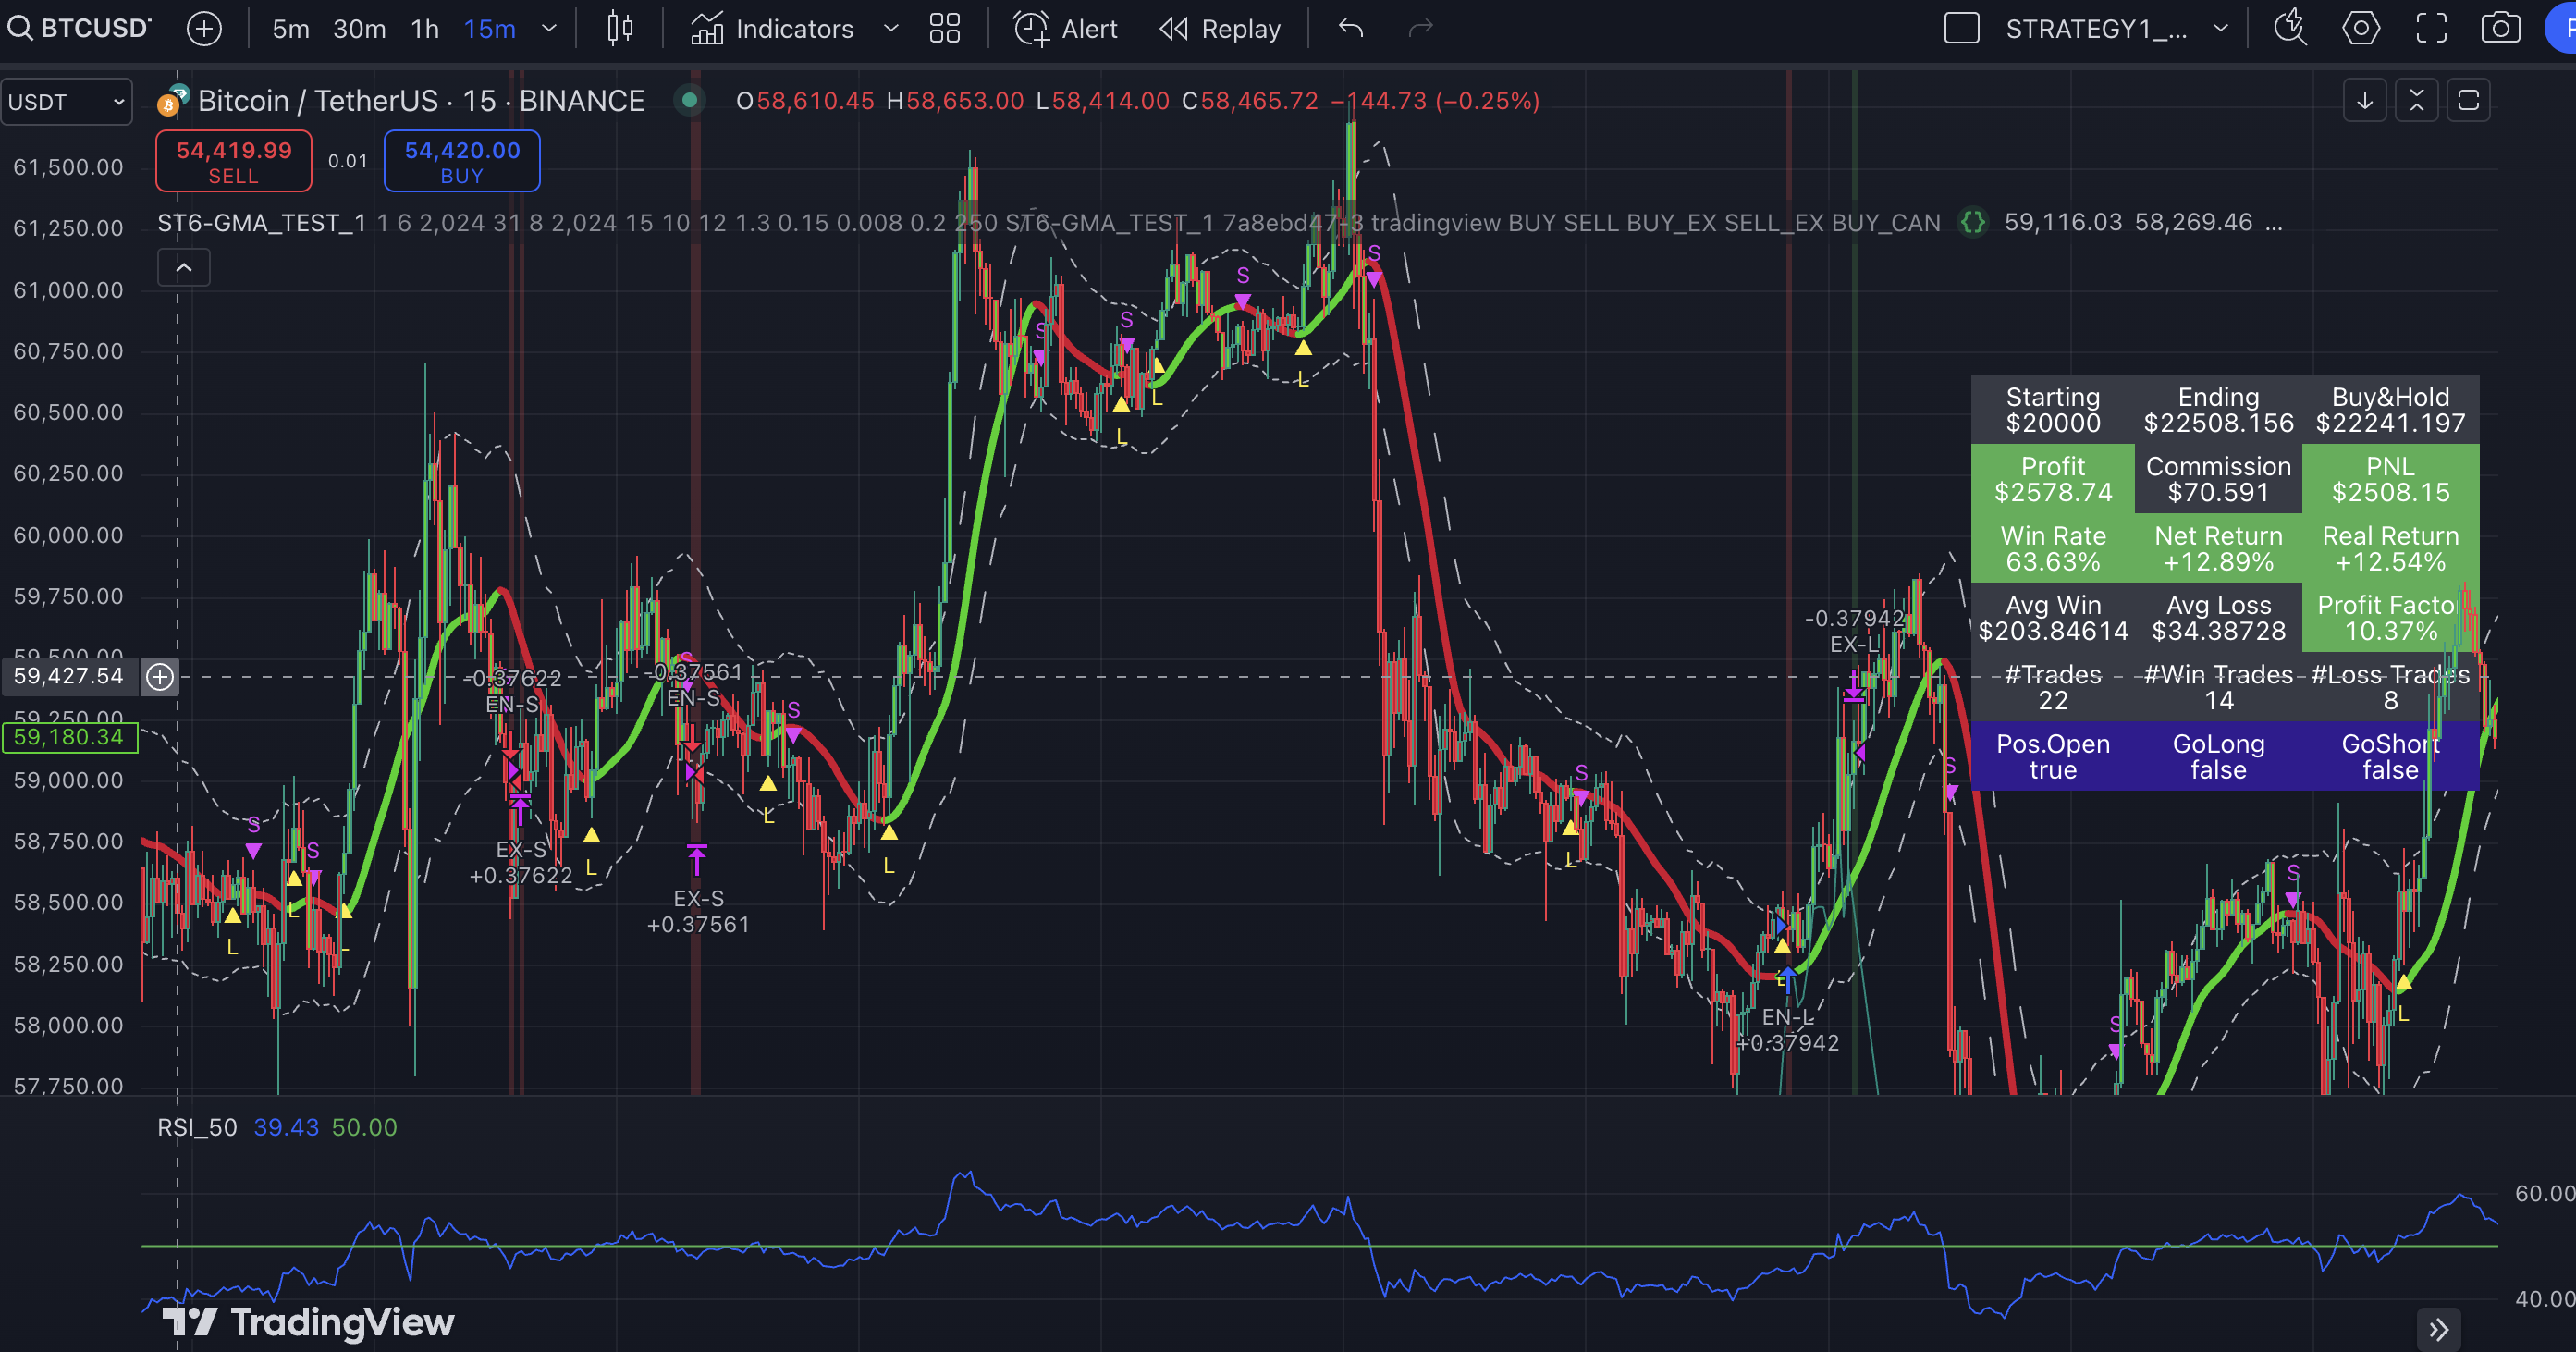 BTCUSD
5m 30m 1h 15m
Indicators
Alert
Replay
STRATEGY1_...
USDT
Bitcoin / TetherUS · 15 · BINANCE
O58,610.45 H58,653.00 L58,414.00 C58,465.72 −144.73 (−0.25%)
54,419.99
SELL
0.01
54,420.00
BUY
ST6-GMA_TEST_1 1 6 2,024 31 8 2,024 15 10 12 1.3 0.15 0.008 0.2 250 ST6-GMA_TEST_1 7a8ebd47-3 tradingview BUY SELL BUY_EX SELL_EX BUY_CAN {} 59,116.03 58,269.46 ...
61,500.00
61,250.00
61,000.00
60,750.00
60,500.00
60,250.00
60,000.00
59,750.00
59,500.00
59,427.54
59,250.00
59,180.34
59,000.00
58,750.00
58,500.00
58,250.00
58,000.00
57,750.00
S
S
S
S
S
S
S
S
S
S
S
S
L
L
L
L
L
L
L
L
L
L
L
L
-0.37622
EN-S
EX-S
+0.37622
-0.37561
EN-S
EX-S
+0.37561
EN-L
+0.37942
-0.37942
EX-L
Starting Ending Buy&Hold
$20000 $22508.156 $22241.197
Profit Commission PNL
$2578.74 $70.591 $2508.15
Win Rate Net Return Real Return
63.63% +12.89% +12.54%
Avg Win Avg Loss Profit Facto
$203.84614 $34.38728 10.37%
#Trades #Win Trades #Loss Trades
22 14 8
Pos.Open GoLong GoShort
true false false
RSI_50 39.43 50.00
60.00
40.00
TradingView